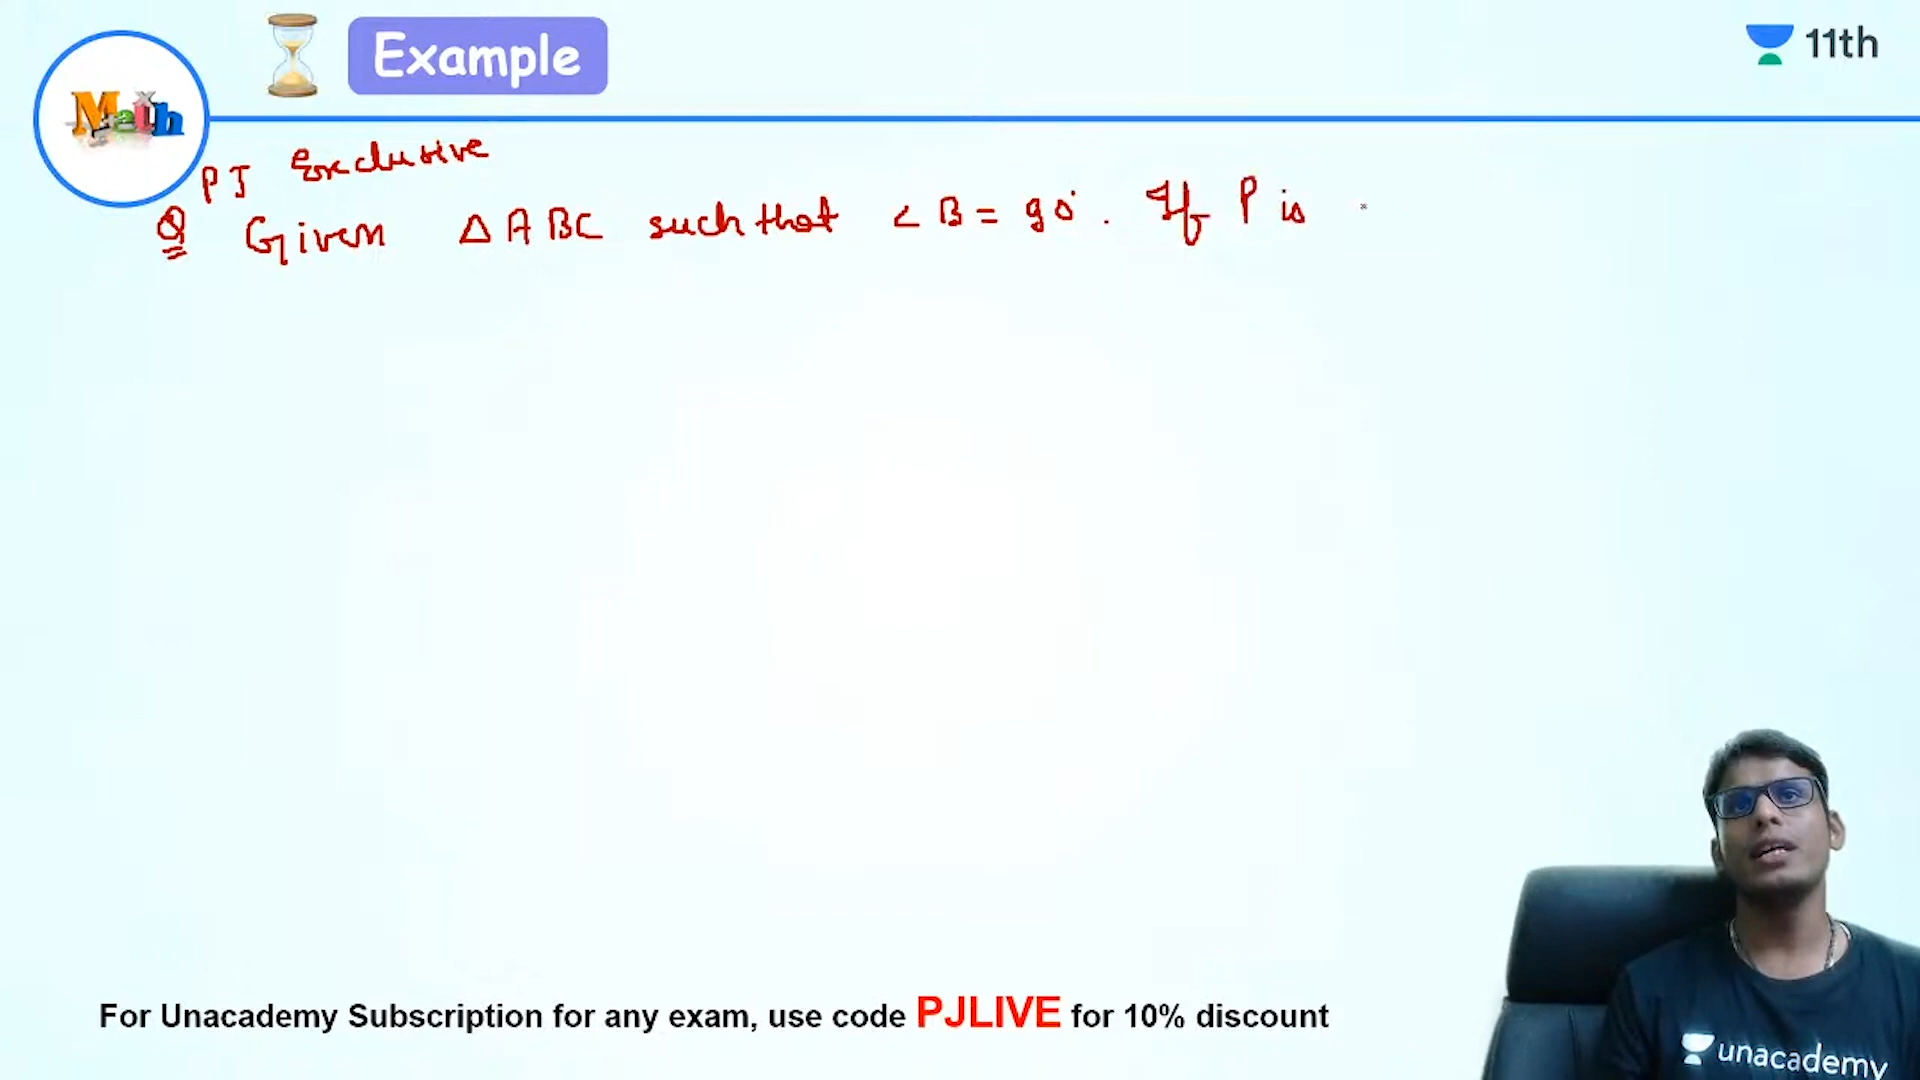 Example
11th
Math
PJ Exclusive
Q Given △ABC such that ∠B = 90°. If P is
For Unacademy Subscription for any exam, use code PJLIVE for 10% discount
unacademy